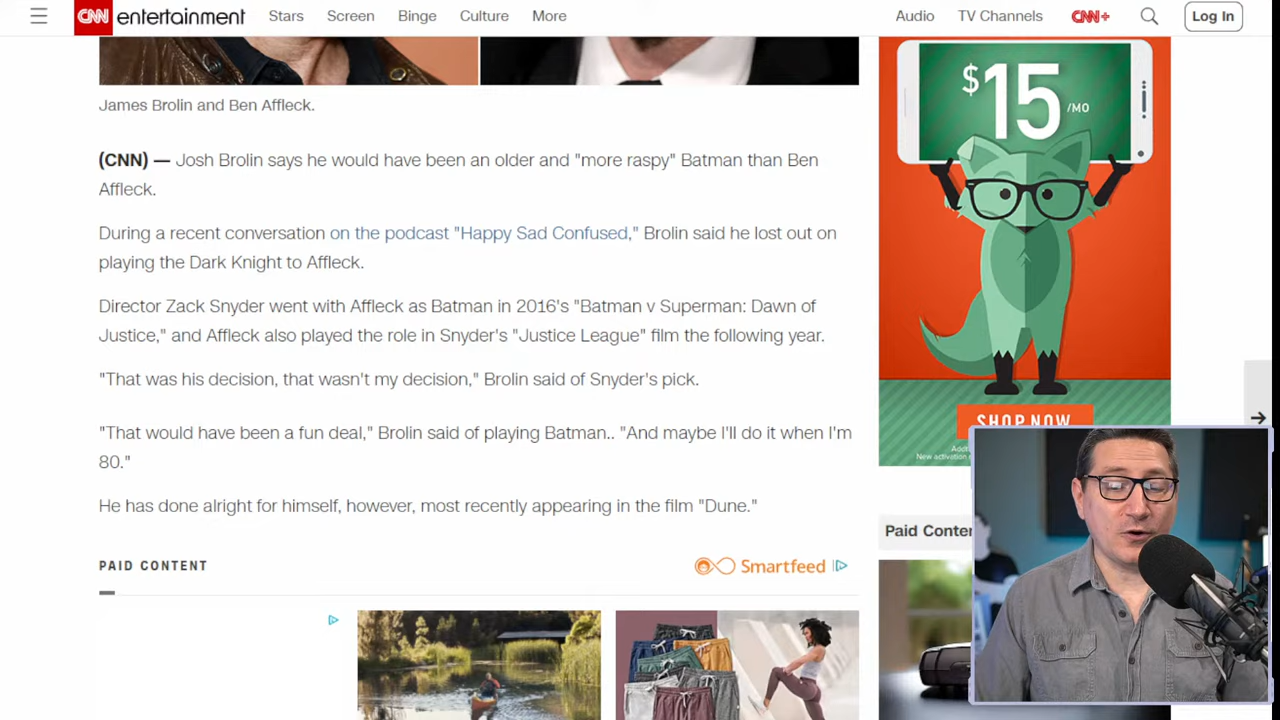 CNN entertainment Stars Screen Binge Culture More Audio TV Channels CNN+ Log In
$15 /MO
James Brolin and Ben Affleck.
(CNN) — Josh Brolin says he would have been an older and "more raspy" Batman than Ben
Affleck.
During a recent conversation on the podcast "Happy Sad Confused," Brolin said he lost out on
playing the Dark Knight to Affleck.
Director Zack Snyder went with Affleck as Batman in 2016's "Batman v Superman: Dawn of
Justice," and Affleck also played the role in Snyder's "Justice League" film the following year.
"That was his decision, that wasn't my decision," Brolin said of Snyder's pick.
"That would have been a fun deal," Brolin said of playing Batman.. "And maybe I'll do it when I'm
80."
He has done alright for himself, however, most recently appearing in the film "Dune."
SHOP NOW
New activation
PAID CONTENT
Smartfeed
Paid Conten